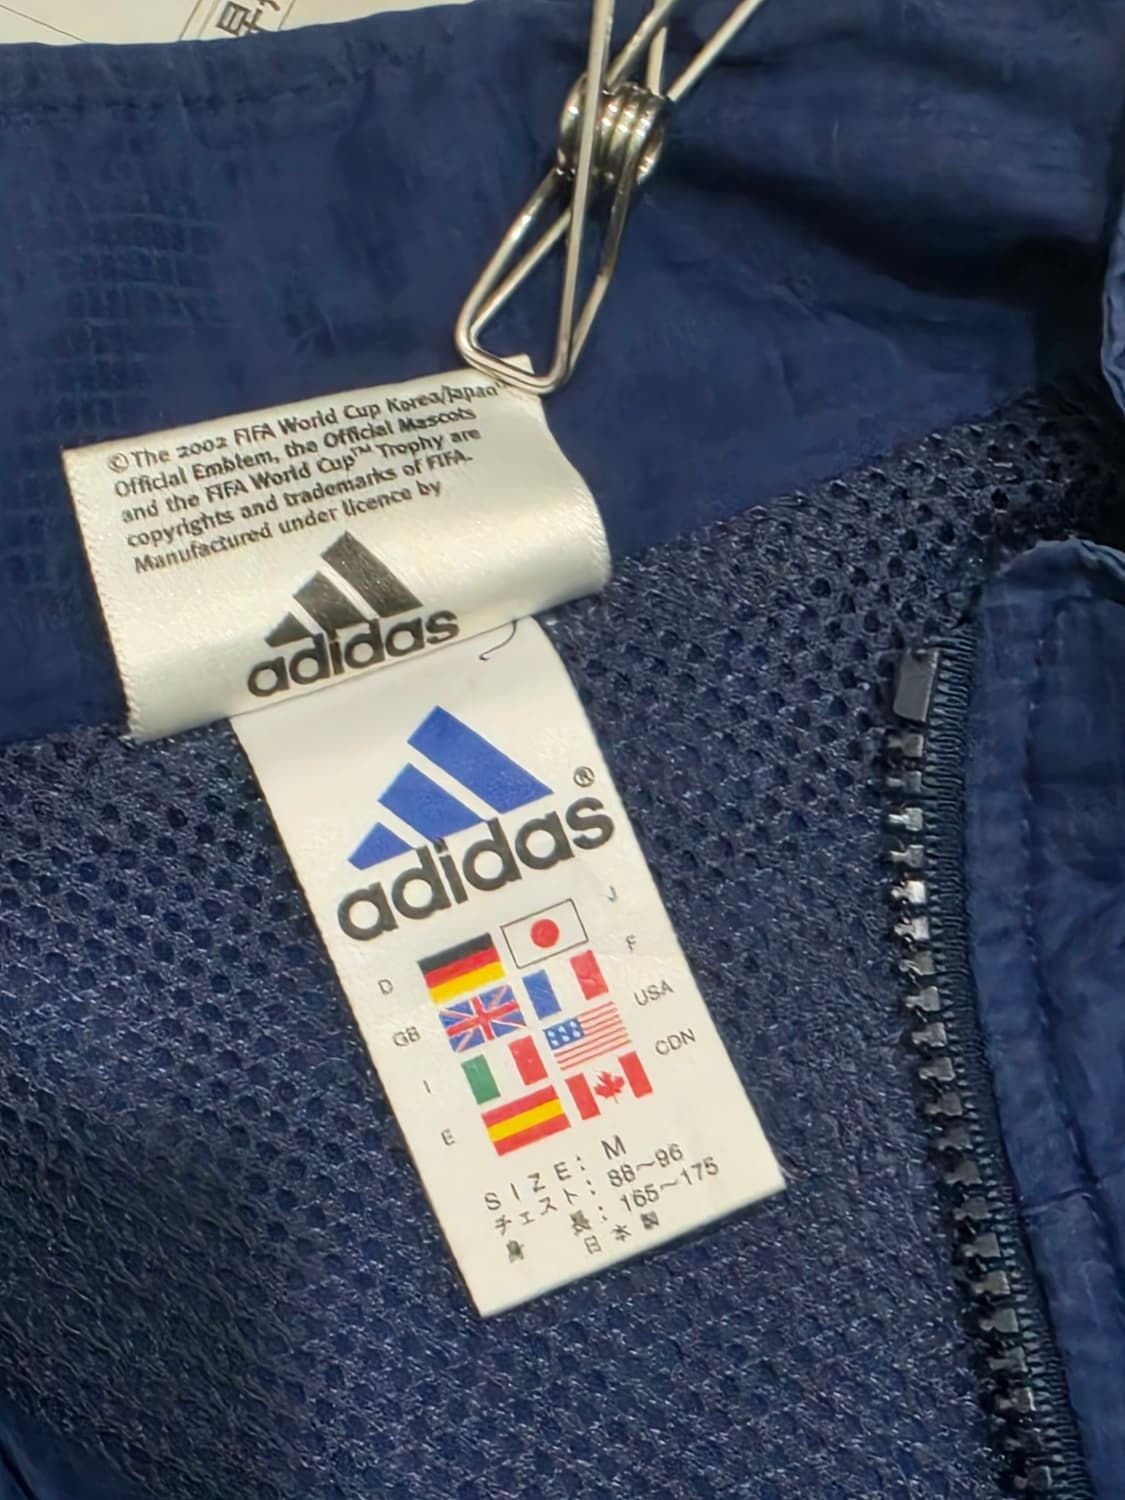 早
© The 2002 FIFA World Cup Korea/Japan™
Official Emblem, the Official Mascots
and the FIFA World Cup™ Trophy are
copyrights and trademarks of FIFA.
Manufactured under licence by
adidas
adidas®
J
D
F
GB
USA
I
CDN
E
SIZE: M
チェスト: 88~96
身長: 165~175
日本製